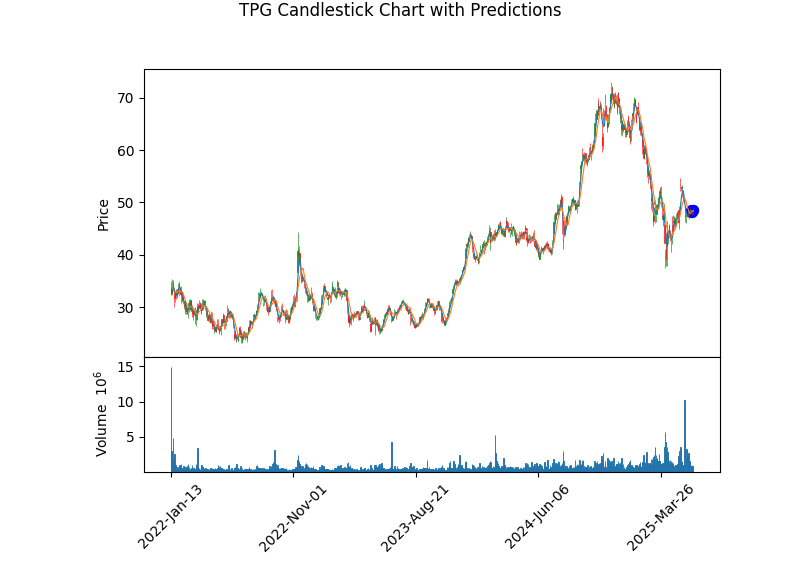 TPG Candlestick Chart with Predictions
70
60
50
40
30
Price
15
10
5
Volume 10^6
2022-Jan-13
2022-Nov-01
2023-Aug-21
2024-Jun-06
2025-Mar-26